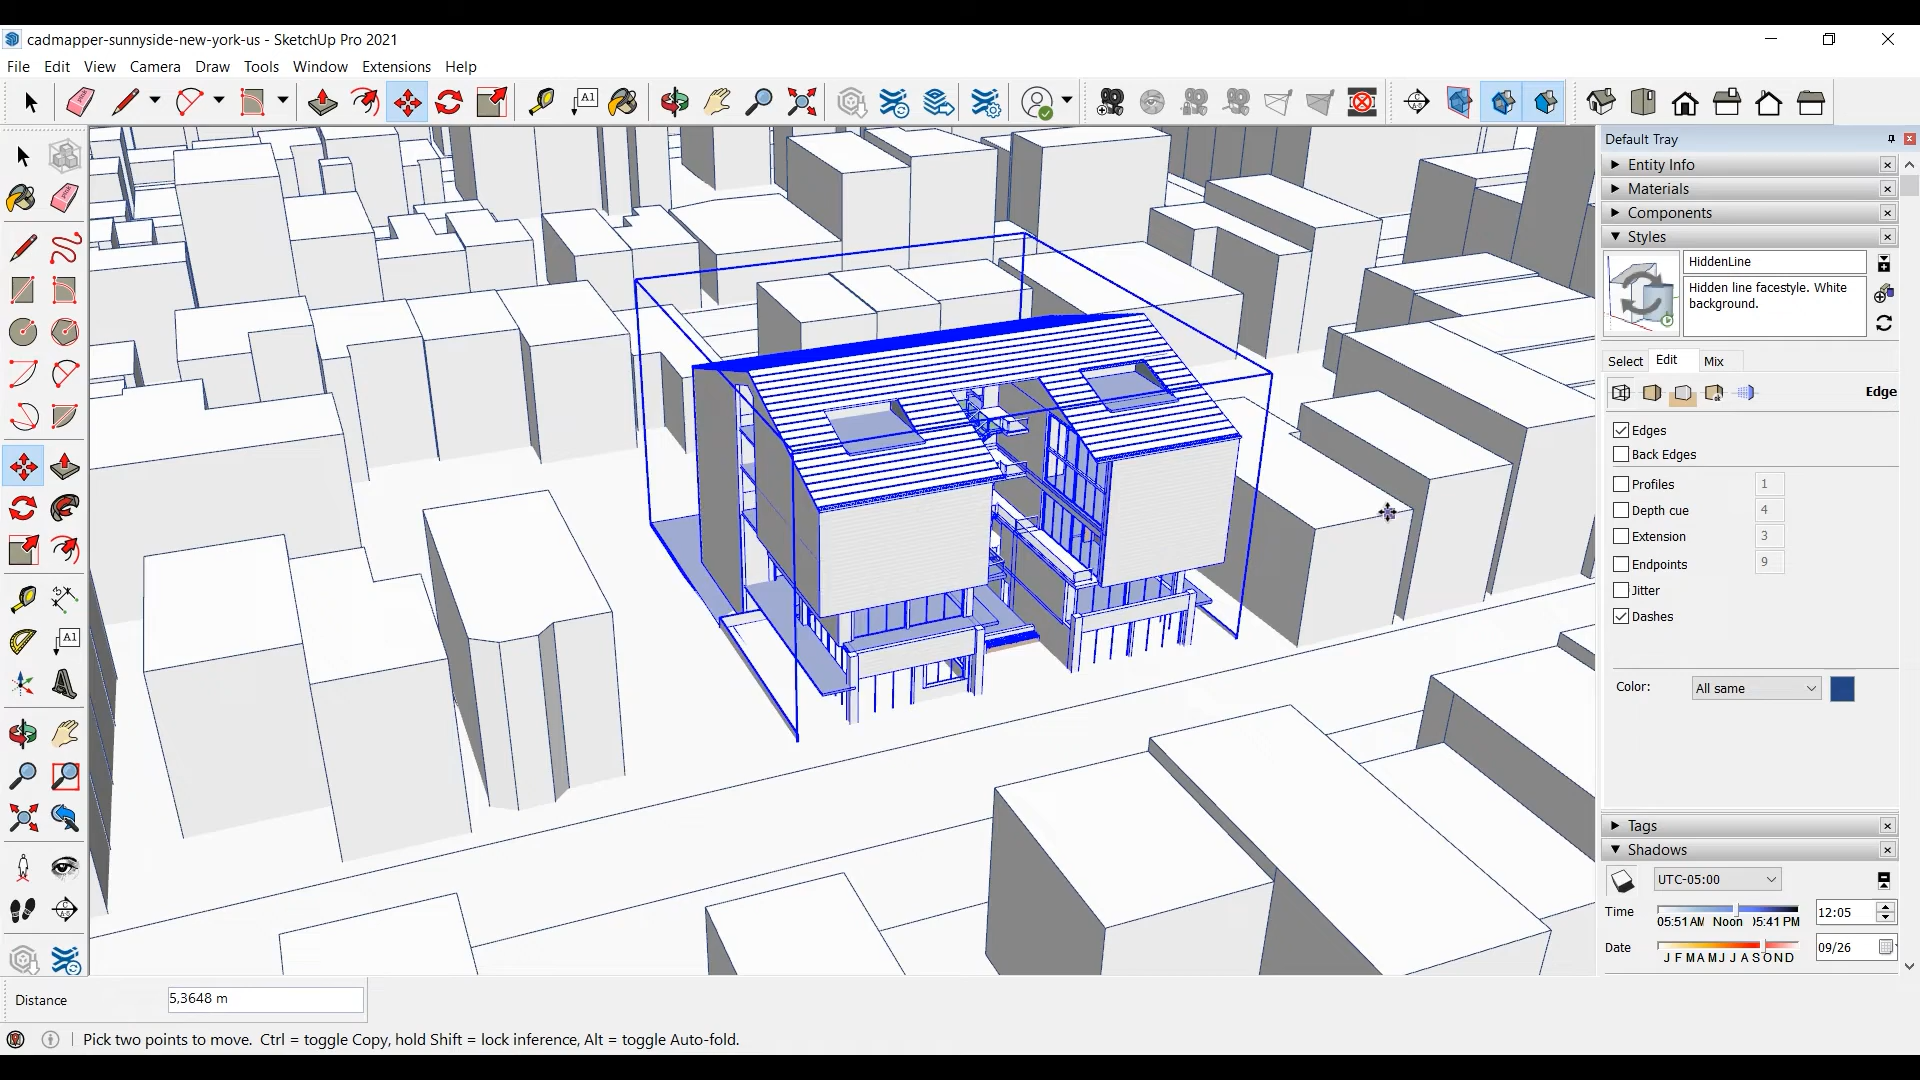 cadmapper-sunnyside-new-york-us - SketchUp Pro 2021
File Edit View Camera Draw Tools Window Extensions Help
A1
Default Tray
Entity Info
Materials
Components
Styles
HiddenLine
Hidden line facestyle. White
background.
Select Edit Mix
Edge
Edges
Back Edges
Profiles 1
Depth cue 4
Extension 3
Endpoints 9
Jitter
Dashes
Color: All same
A1
Tags
Shadows
UTC-05:00
Time 05:51 AM Noon 05:41 PM 12:05
Date J F M A M J J A S O N D 09/26
Distance 5,3648 m
Pick two points to move. Ctrl = toggle Copy, hold Shift = lock inference, Alt = toggle Auto-fold.